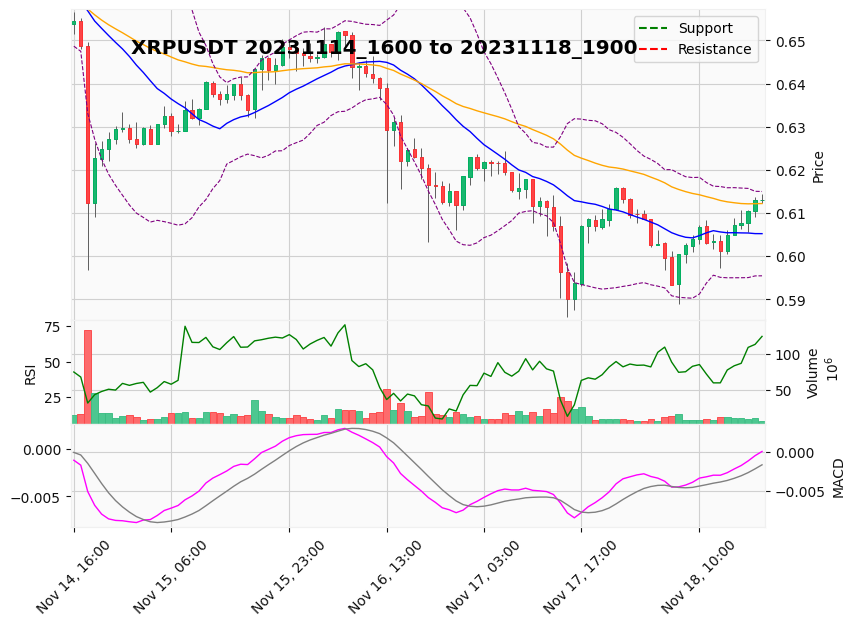 XRPUSDT 20231114_1600 to 20231118_1900
Support
Resistance
0.65
0.64
0.63
0.62
0.61
0.60
0.59
Price
75
50
25
RSI
100
50
Volume
10^6
0.000
−0.005
0.000
−0.005
MACD
Nov 14, 16:00
Nov 15, 06:00
Nov 15, 23:00
Nov 16, 13:00
Nov 17, 03:00
Nov 17, 17:00
Nov 18, 10:00